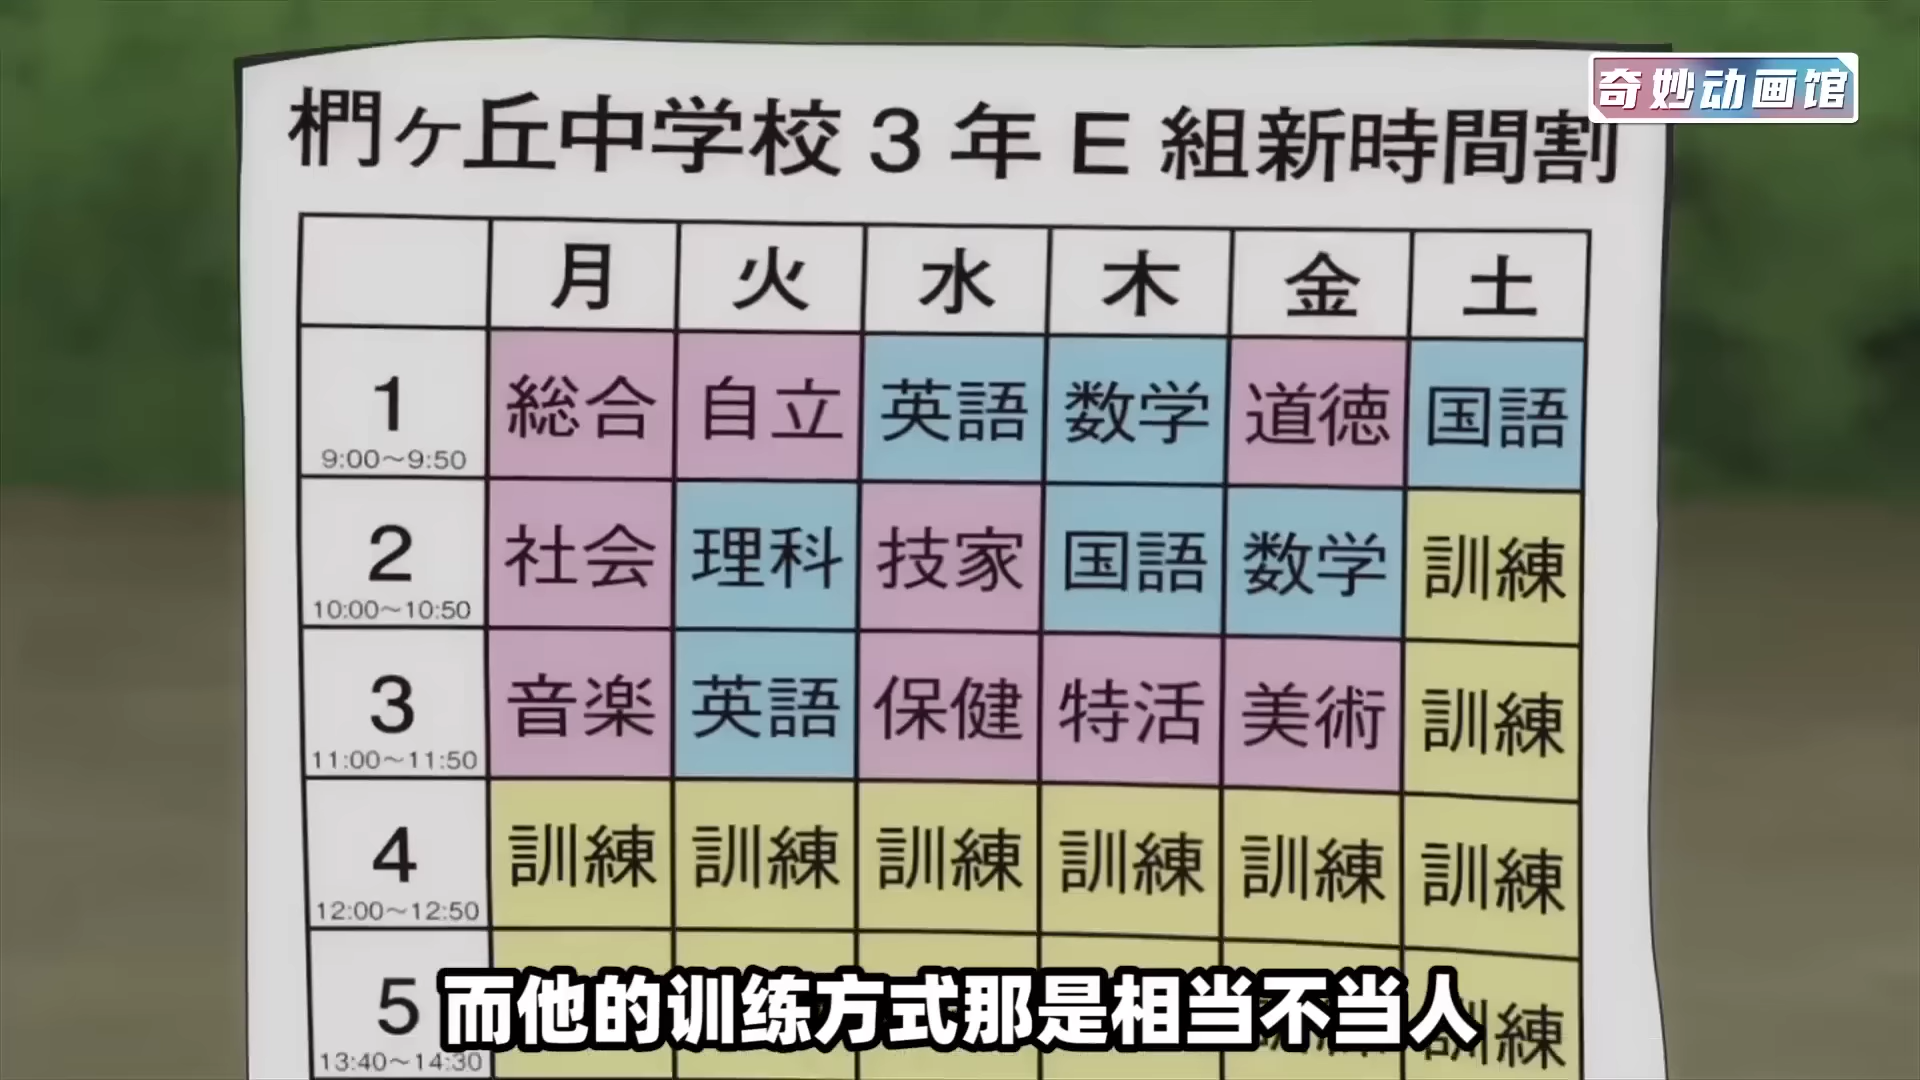 奇妙动画馆
椚ヶ丘中学校3年E組新時間割
月 火 水 木 金 土
1 総合 自立 英語 数学 道徳 国語
9:00~9:50
2 社会 理科 技家 国語 数学 訓練
10:00~10:50
3 音楽 英語 保健 特活 美術 訓練
11:00~11:50
4 訓練 訓練 訓練 訓練 訓練 訓練
12:00~12:50
5 訓練
13:40~14:30
而他的训练方式那是相当不当人